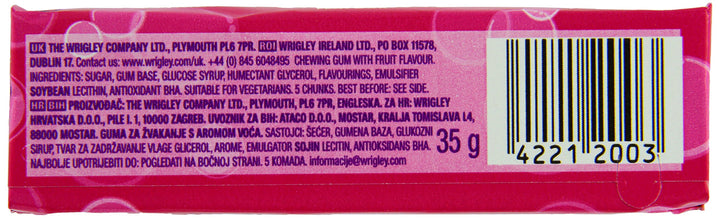 UK THE WRIGLEY COMPANY LTD., PLYMOUTH PL6 7PR. ROI WRIGLEY IRELAND LTD., PO BOX 11578,
DUBLIN 17. Contact us: www.wrigley.com/uk. +44 (0) 845 6048495 CHEWING GUM WITH FRUIT FLAVOUR.
INGREDIENTS: SUGAR, GUM BASE, GLUCOSE SYRUP, HUMECTANT GLYCEROL, FLAVOURINGS, EMULSIFIER
SOYBEAN LECITHIN, ANTIOXIDANT BHA. SUITABLE FOR VEGETARIANS. 5 CHUNKS. BEST BEFORE: SEE SIDE.
HR BIH PROIZVOĐAČ: THE WRIGLEY COMPANY LTD., PLYMOUTH, PL6 7PR, ENGLESKA. ZA HR: WRIGLEY
HRVATSKA D.O.O., PILE I. 1, 10000 ZAGREB. UVOZNIK ZA BIH: ATACO D.O.O., MOSTAR, KRALJA TOMISLAVA L4,
88000 MOSTAR. GUMA ZA ŽVAKANJE S AROMOM VOĆA. SASTOJCI: ŠEĆER, GUMENA BAZA, GLUKOZNI
SIRUP, TVAR ZA ZADRŽAVANJE VLAGE GLICEROL, AROME, EMULGATOR SOJIN LECITIN, ANTIOKSIDANS BHA.
NAJBOLJE UPOTRIJEBITI DO: POGLEDATI NA BOČNOJ STRANI. 5 KOMADA. informacije@wrigley.com
35 g
4221 2003